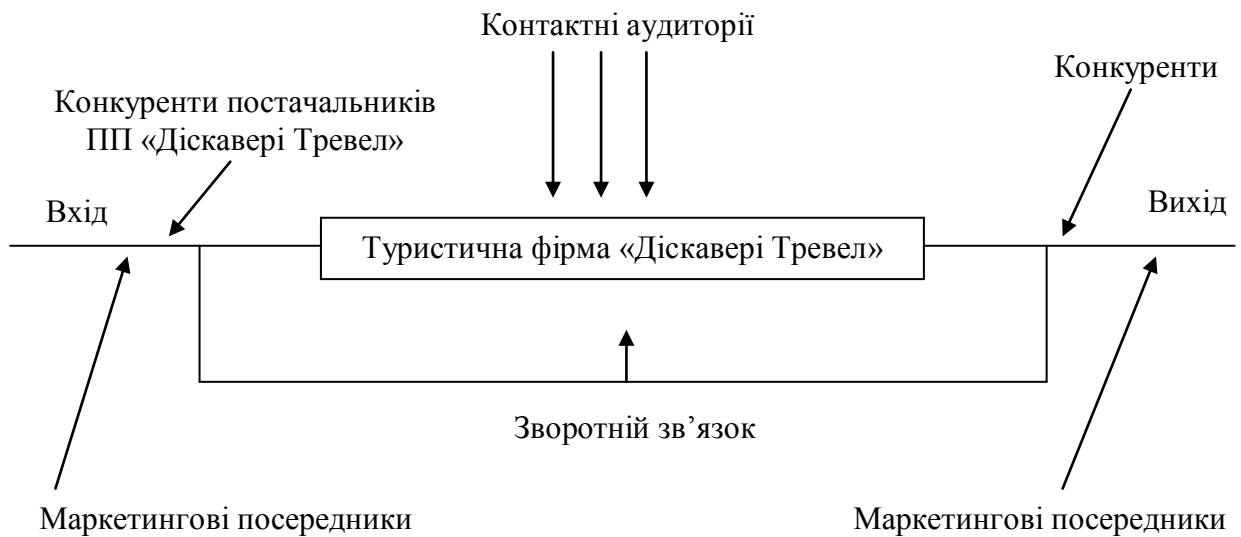 Контактні аудиторії
Конкуренти
Конкуренти постачальників
ПП «Діскавері Тревел»
Вхід
Вихід
Туристична фірма «Діскавері Тревел»
Зворотній зв’язок
Маркетингові посередники
Маркетингові посередники